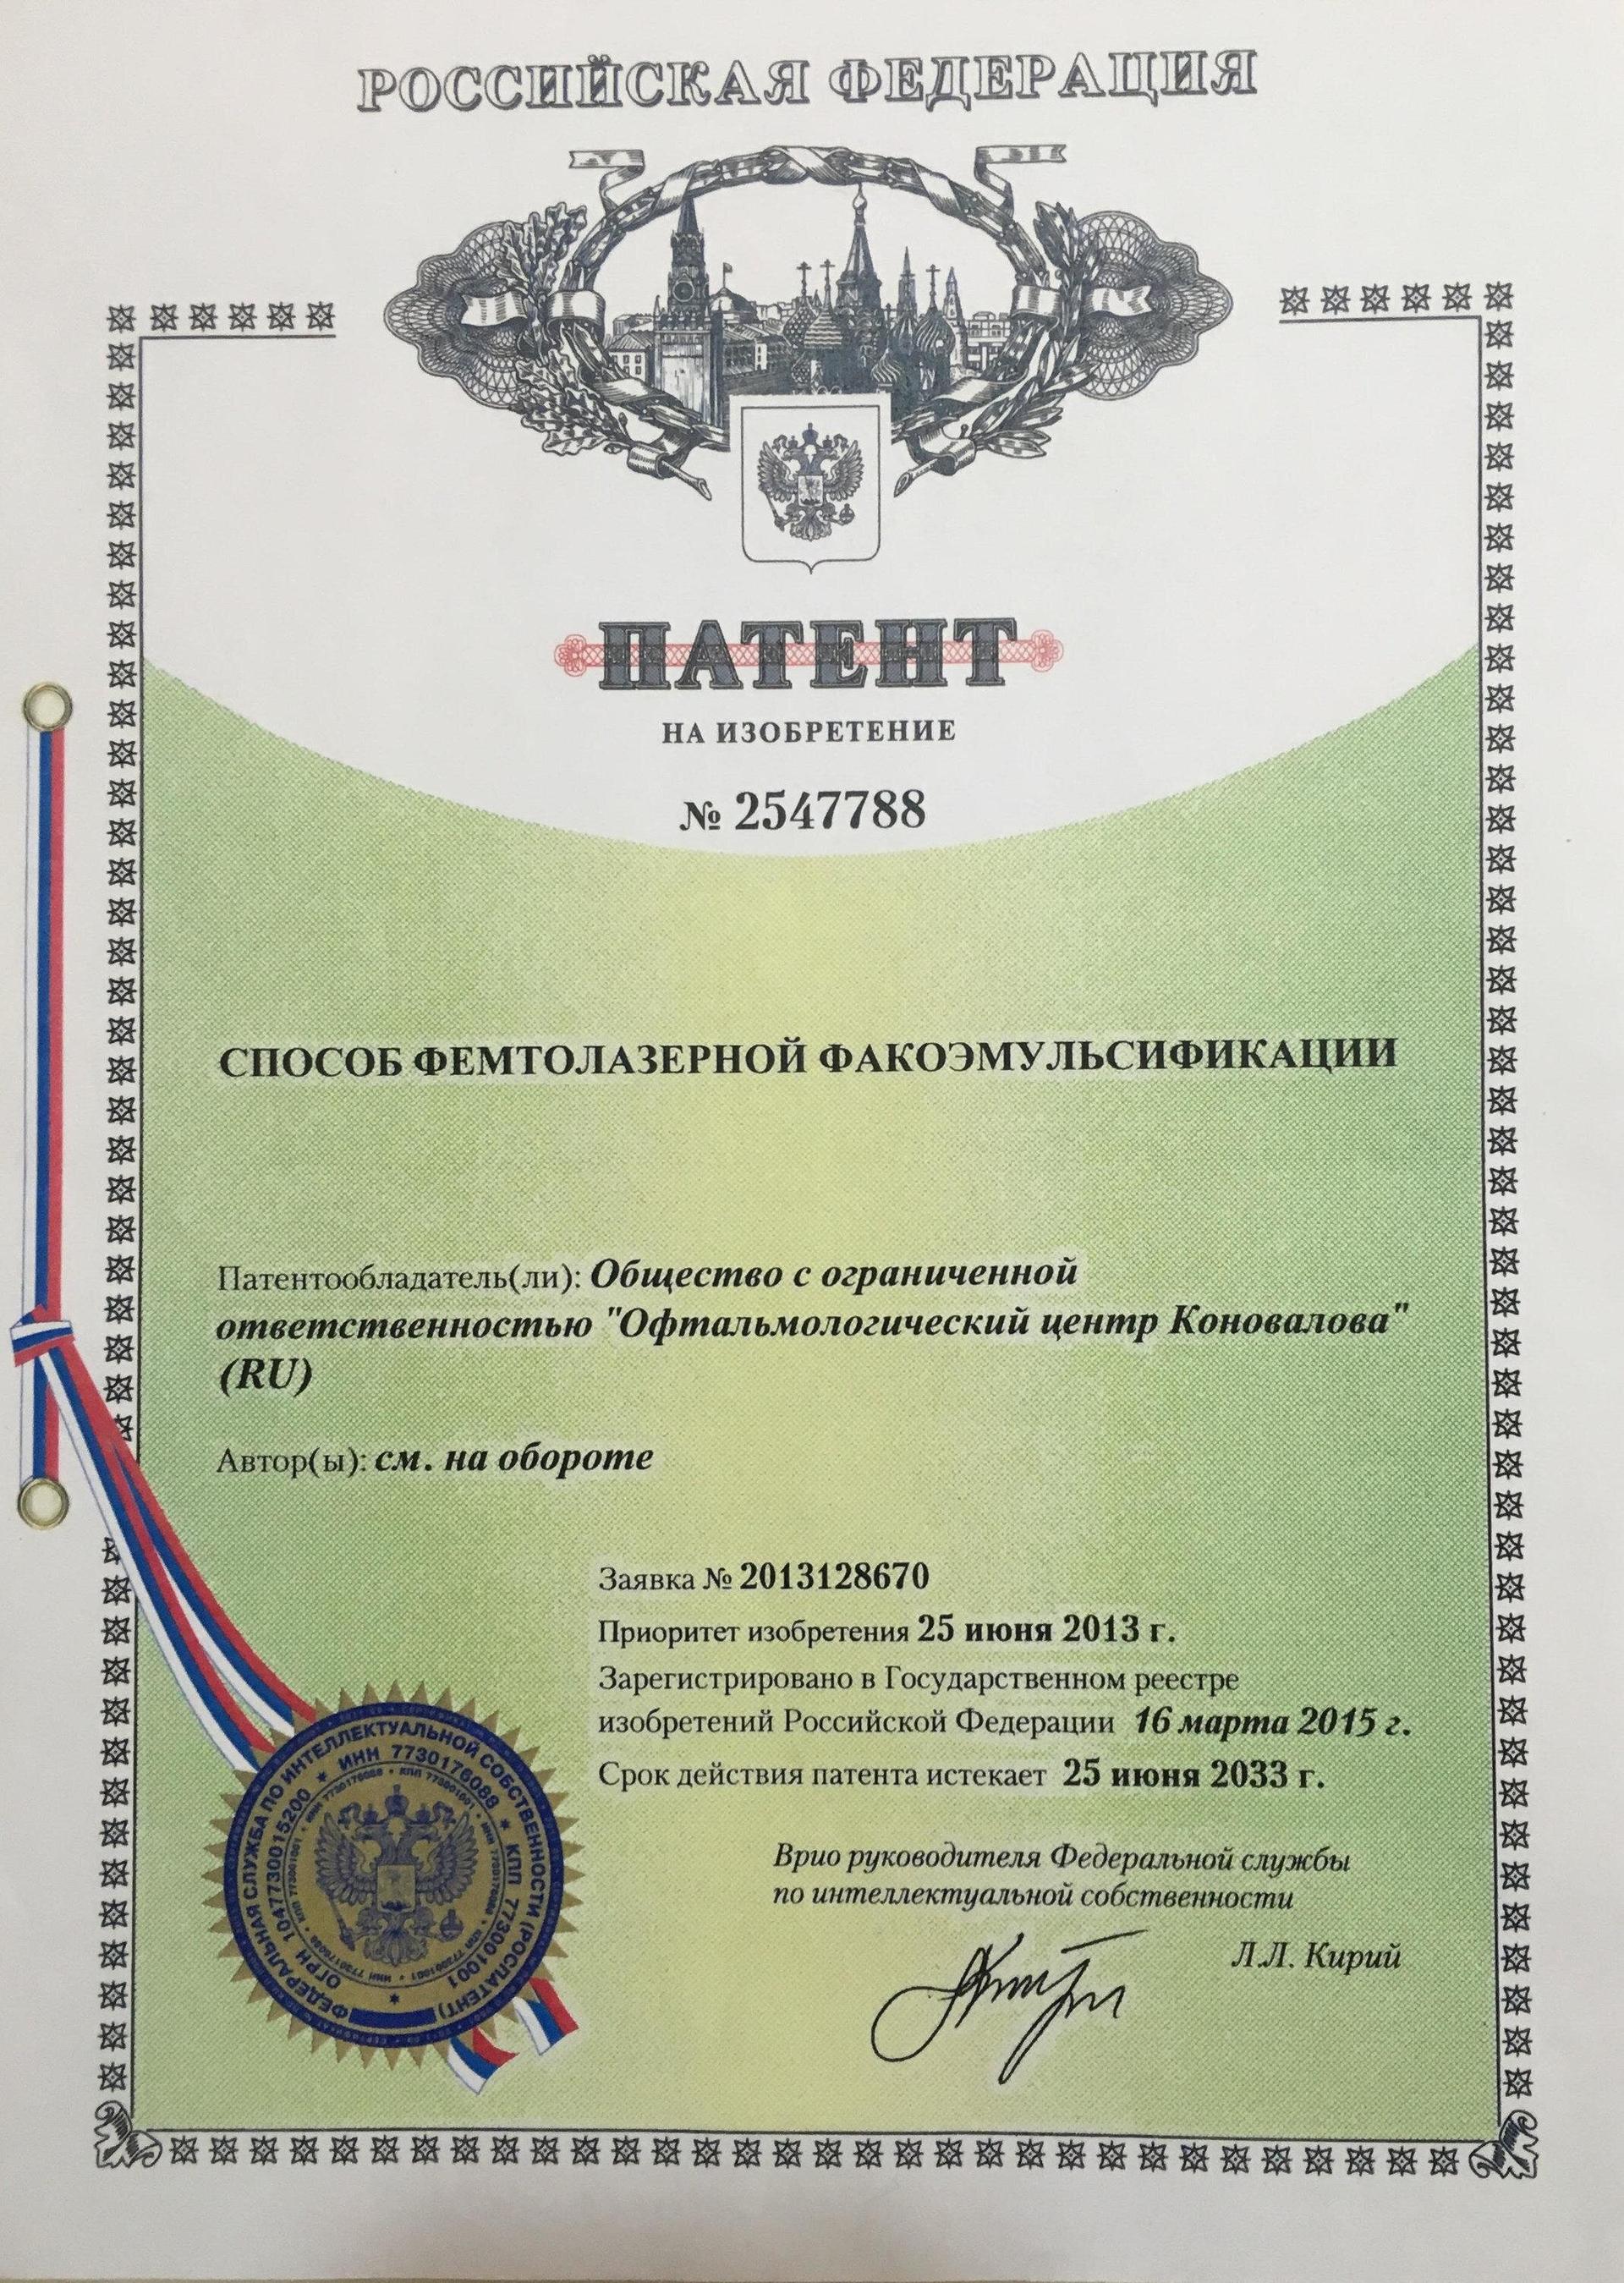 РОССИЙСКАЯ ФЕДЕРАЦИЯ
ПАТЕНТ
НА ИЗОБРЕТЕНИЕ
№ 2547788
СПОСОБ ФЕМТОЛАЗЕРНОЙ ФАКОЭМУЛЬСИФИКАЦИИ
Патентообладатель(ли): Общество с ограниченной
ответственностью "Офтальмологический центр Коновалова"
(RU)
Автор(ы): см. на обороте
Заявка № 2013128670
Приоритет изобретения 25 июня 2013 г.
Зарегистрировано в Государственном реестре
изобретений Российской Федерации 16 марта 2015 г.
Срок действия патента истекает 25 июня 2033 г.
Врио руководителя Федеральной службы
по интеллектуальной собственности
Л.Л. Кирий
ФЕДЕРАЛЬНАЯ СЛУЖБА ПО ИНТЕЛЛЕКТУАЛЬНОЙ СОБСТВЕННОСТИ (РОСПАТЕНТ)
ОГРН 1047730015200 * ИНН 7730176088 * КПП 773001001 *